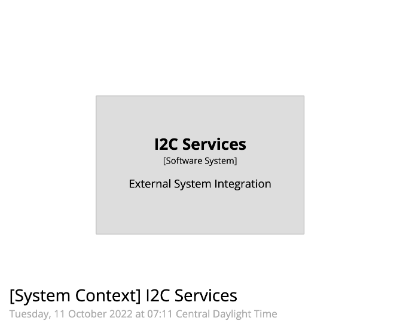 I2C Services
[Software System]
External System Integration
[System Context] I2C Services
Tuesday, 11 October 2022 at 07:11 Central Daylight Time